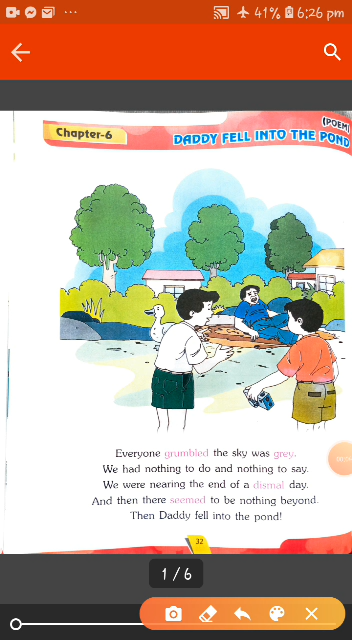 41% 6:26 pm
Chapter-6
(POEM)
DADDY FELL INTO THE POND
Everyone grumbled the sky was grey.
We had nothing to do and nothing to say.
We were nearing the end of a dismal day.
And then there seemed to be nothing beyond.
Then Daddy fell into the pond!
32
1 / 6